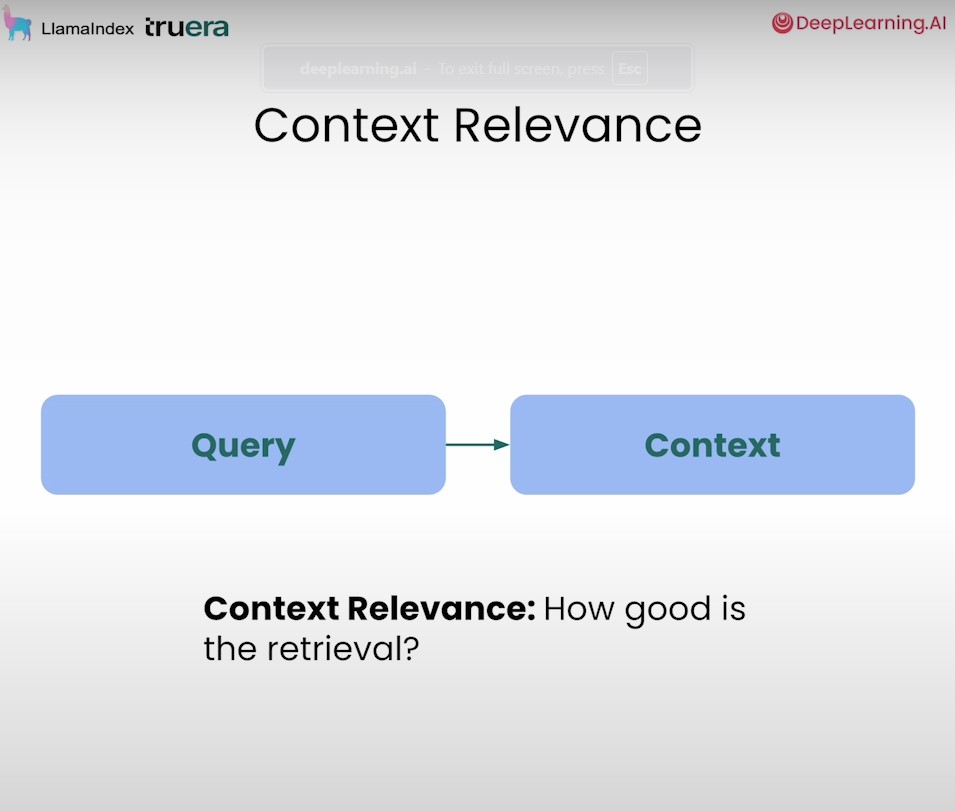 LlamaIndex truera
DeepLearning.AI
deeplearning.ai - To exit full screen, press Esc
Context Relevance
Query
Context
Context Relevance: How good is
the retrieval?